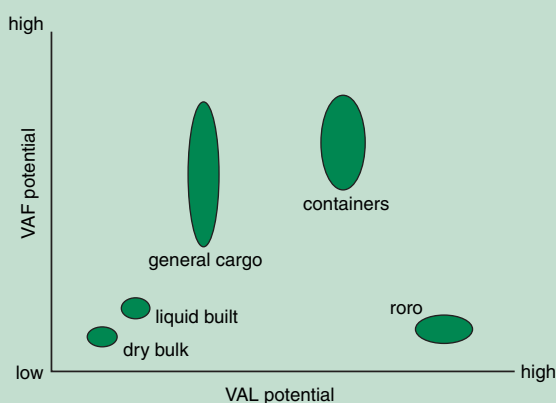 high
VAF potential
containers
general cargo
roro
liquid built
dry bulk
low
high
VAL potential